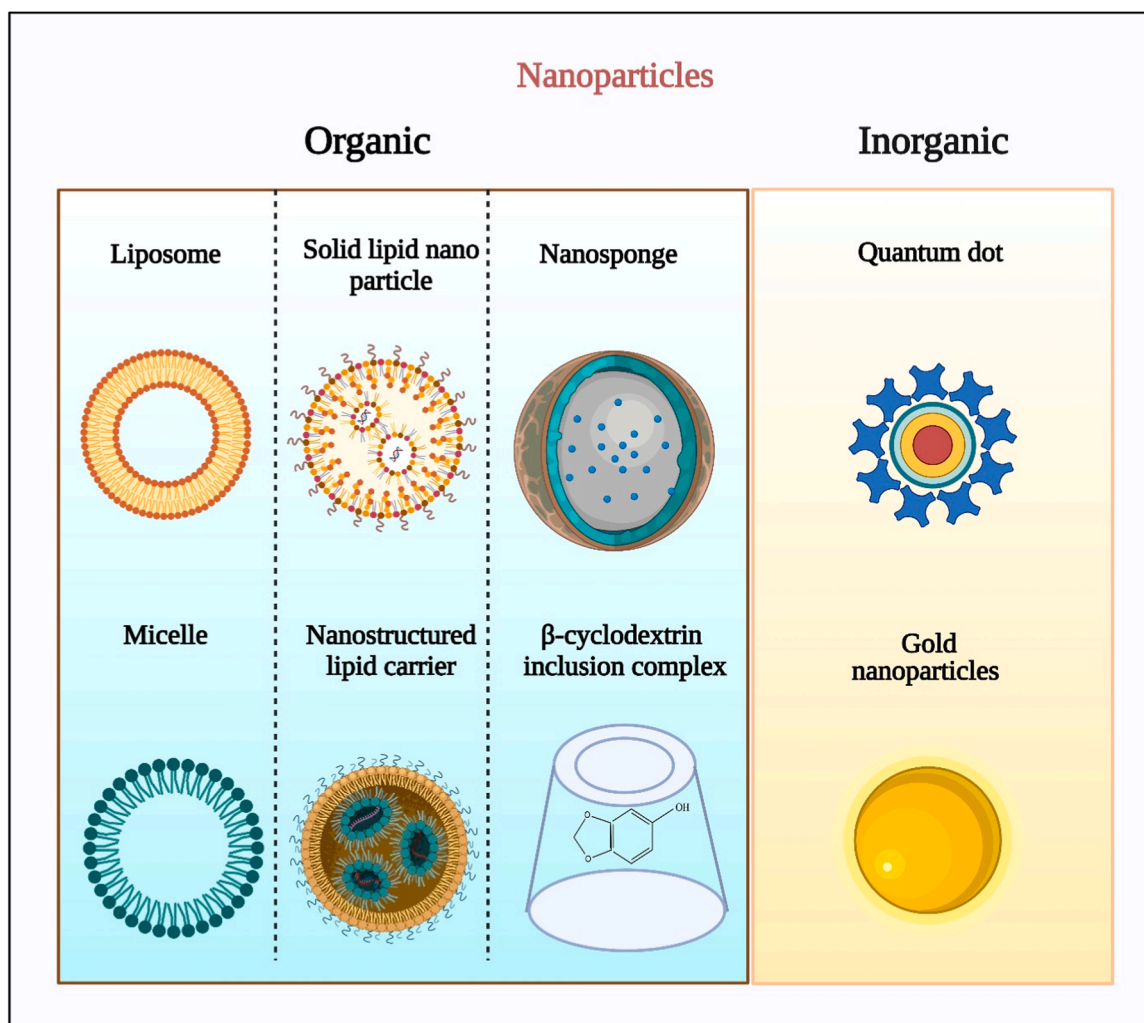 Nanoparticles
Organic
Inorganic
Liposome
Solid lipid nano
particle
Nanosponge
Quantum dot
Micelle
Nanostructured
lipid carrier
β-cyclodextrin
inclusion complex
Gold
nanoparticles
OH
O
O